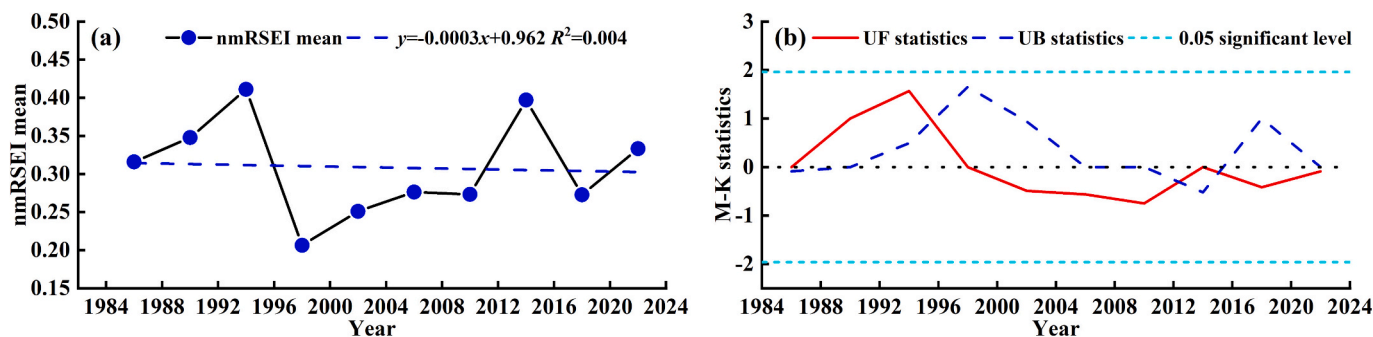 (a) nmRSEI mean y=-0.0003x+0.962 R²=0.004
nmRSEI mean
0.50
0.45
0.40
0.35
0.30
0.25
0.20
0.15
1984 1988 1992 1996 2000 2004 2008 2012 2016 2020 2024
Year
(b) UF statistics UB statistics 0.05 significant level
M-K statistics
3
2
1
0
-1
-2
1984 1988 1992 1996 2000 2004 2008 2012 2016 2020 2024
Year